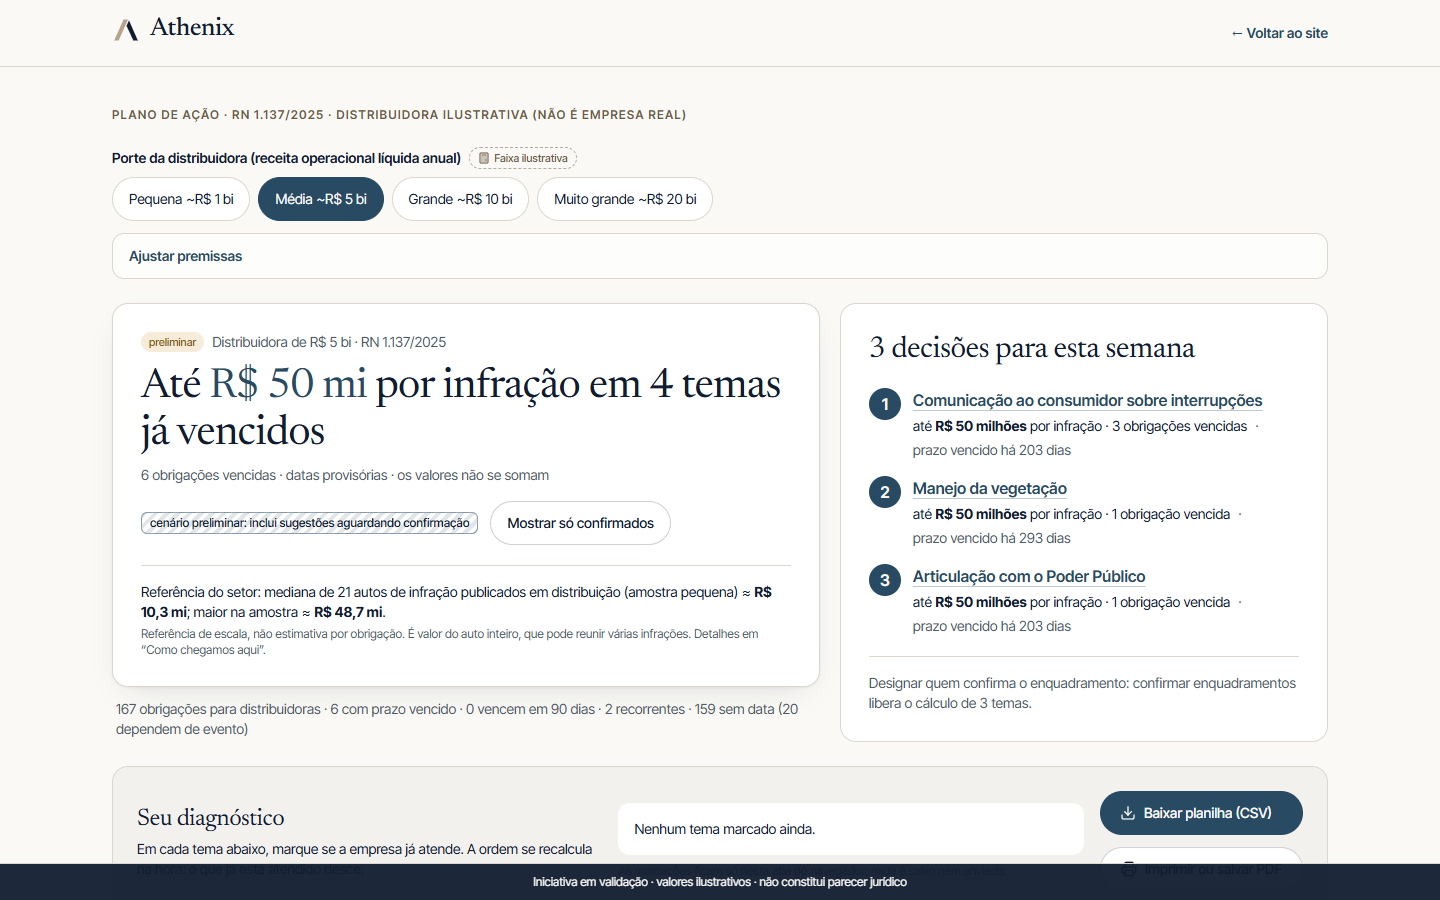 Athenix
← Voltar ao site
PLANO DE AÇÃO · RN 1.137/2025 · DISTRIBUIDORA ILUSTRATIVA (NÃO É EMPRESA REAL)
Porte da distribuidora (receita operacional líquida anual) Faixa ilustrativa
Pequena ~R$ 1 bi Média ~R$ 5 bi Grande ~R$ 10 bi Muito grande ~R$ 20 bi
Ajustar premissas
preliminar Distribuidora de R$ 5 bi · RN 1.137/2025
Até R$ 50 mi por infração em 4 temas
já vencidos
6 obrigações vencidas · datas provisórias · os valores não se somam
cenário preliminar: inclui sugestões aguardando confirmação Mostrar só confirmados
Referência do setor: mediana de 21 autos de infração publicados em distribuição (amostra pequena) ≈ R$
10,3 mi; maior na amostra ≈ R$ 48,7 mi.
Referência de escala, não estimativa por obrigação. É valor do auto inteiro, que pode reunir várias infrações. Detalhes em
“Como chegamos aqui”.
167 obrigações para distribuidoras · 6 com prazo vencido · 0 vencem em 90 dias · 2 recorrentes · 159 sem data (20
dependem de evento)
3 decisões para esta semana
1 Comunicação ao consumidor sobre interrupções
até R$ 50 milhões por infração · 3 obrigações vencidas ·
prazo vencido há 203 dias
2 Manejo da vegetação
até R$ 50 milhões por infração · 1 obrigação vencida ·
prazo vencido há 293 dias
3 Articulação com o Poder Público
até R$ 50 milhões por infração · 1 obrigação vencida ·
prazo vencido há 203 dias
Designar quem confirma o enquadramento: confirmar enquadramentos
libera o cálculo de 3 temas.
Seu diagnóstico
Em cada tema abaixo, marque se a empresa já atende. A ordem se recalcula
na hora: o que já está atendido desce.
Nenhum tema marcado ainda.
Baixar planilha (CSV)
Imprimir ou salvar PDF
Iniciativa em validação · valores ilustrativos · não constitui parecer jurídico